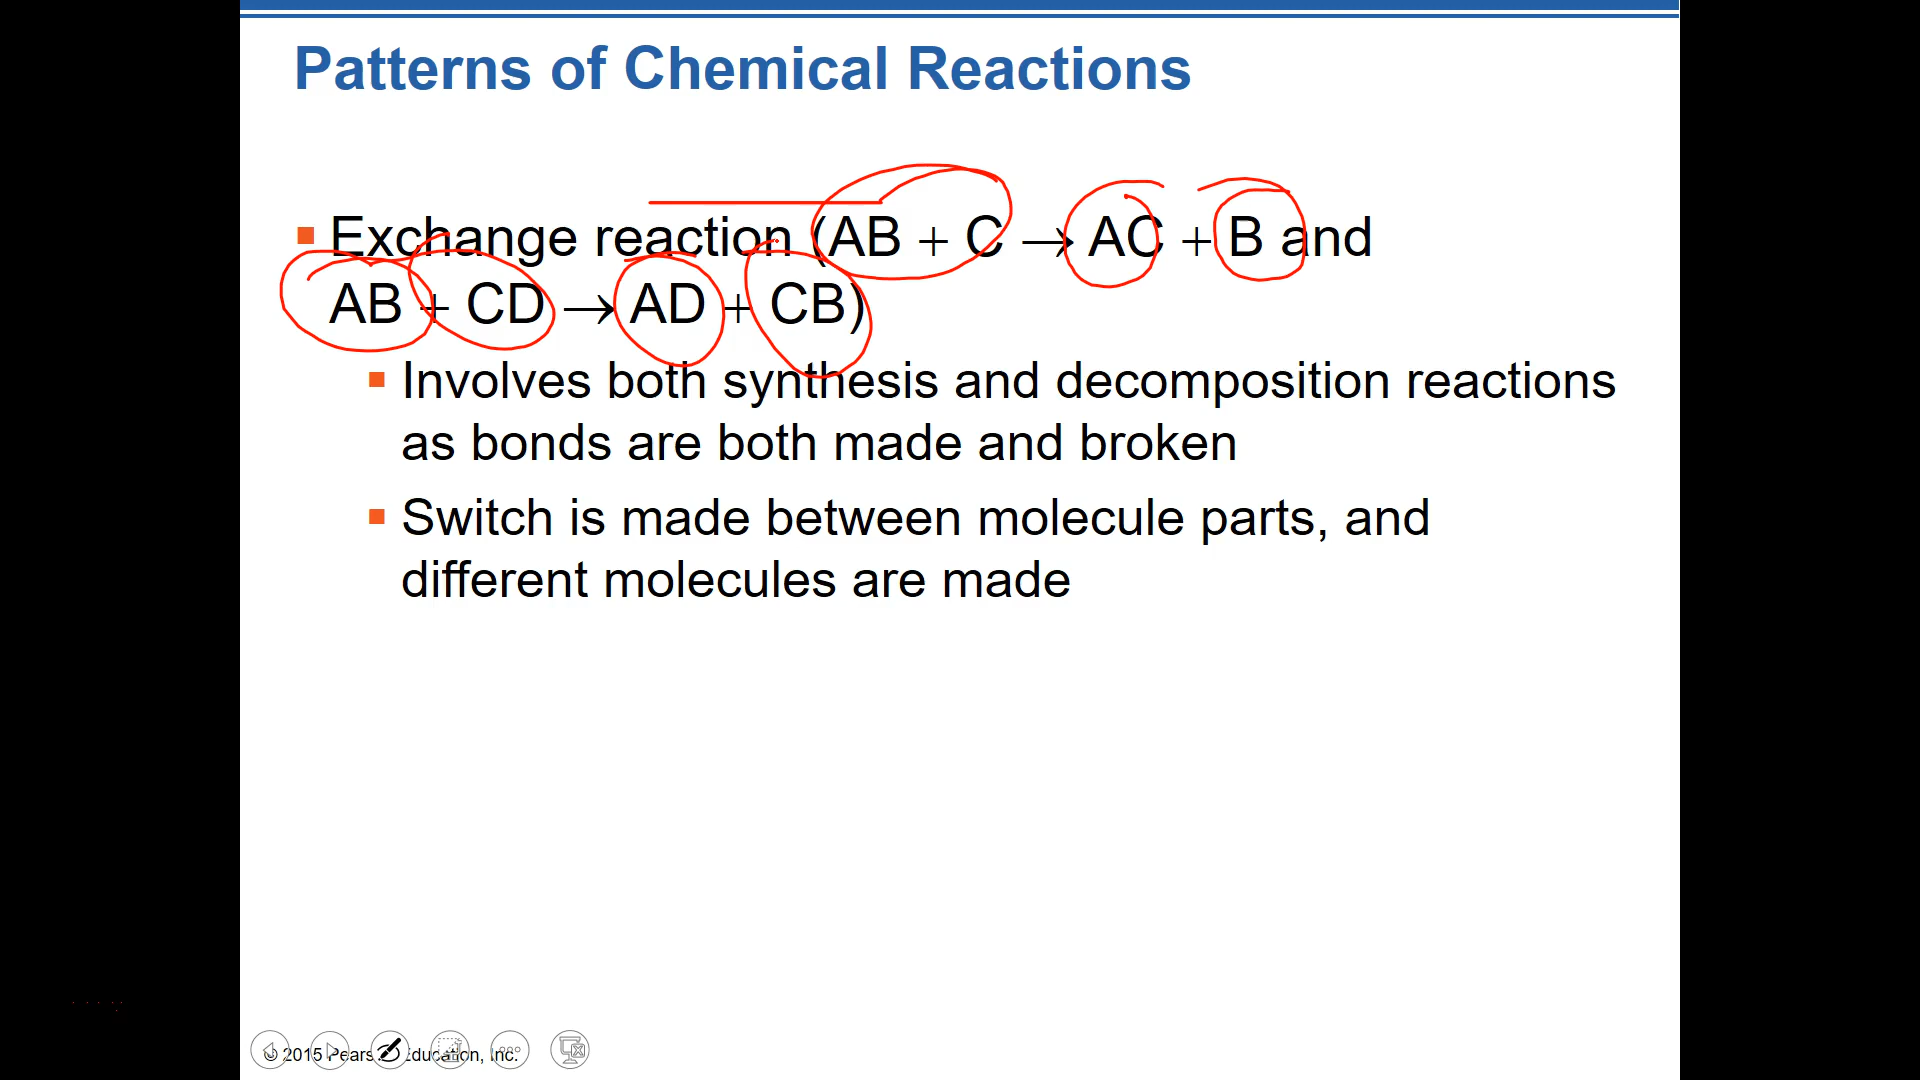 Patterns of Chemical Reactions
▪ Exchange reaction (AB + C → AC + B and
AB + CD → AD + CB)
▪ Involves both synthesis and decomposition reactions
as bonds are both made and broken
▪ Switch is made between molecule parts, and
different molecules are made
© 2015 Pearson Education, Inc.